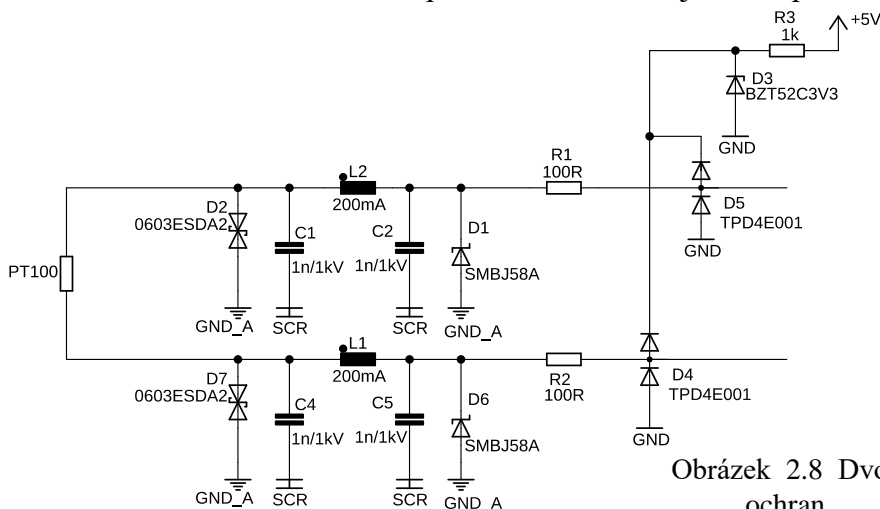 R3
1k
+5V
D3
BZT52C3V3
GND
L2
200mA
R1
100R
D2
0603ESDA2
C1
1n/1kV
C2
1n/1kV
D1
SMBJ58A
D5
TPD4E001
GND
PT100
GND_A
SCR
SCR
GND_A
L1
200mA
D7
0603ESDA2
C4
1n/1kV
C5
1n/1kV
D6
SMBJ58A
R2
100R
D4
TPD4E001
GND
GND_A
SCR
SCR
GND_A
Obrázek 2.8 Dvo
ochran